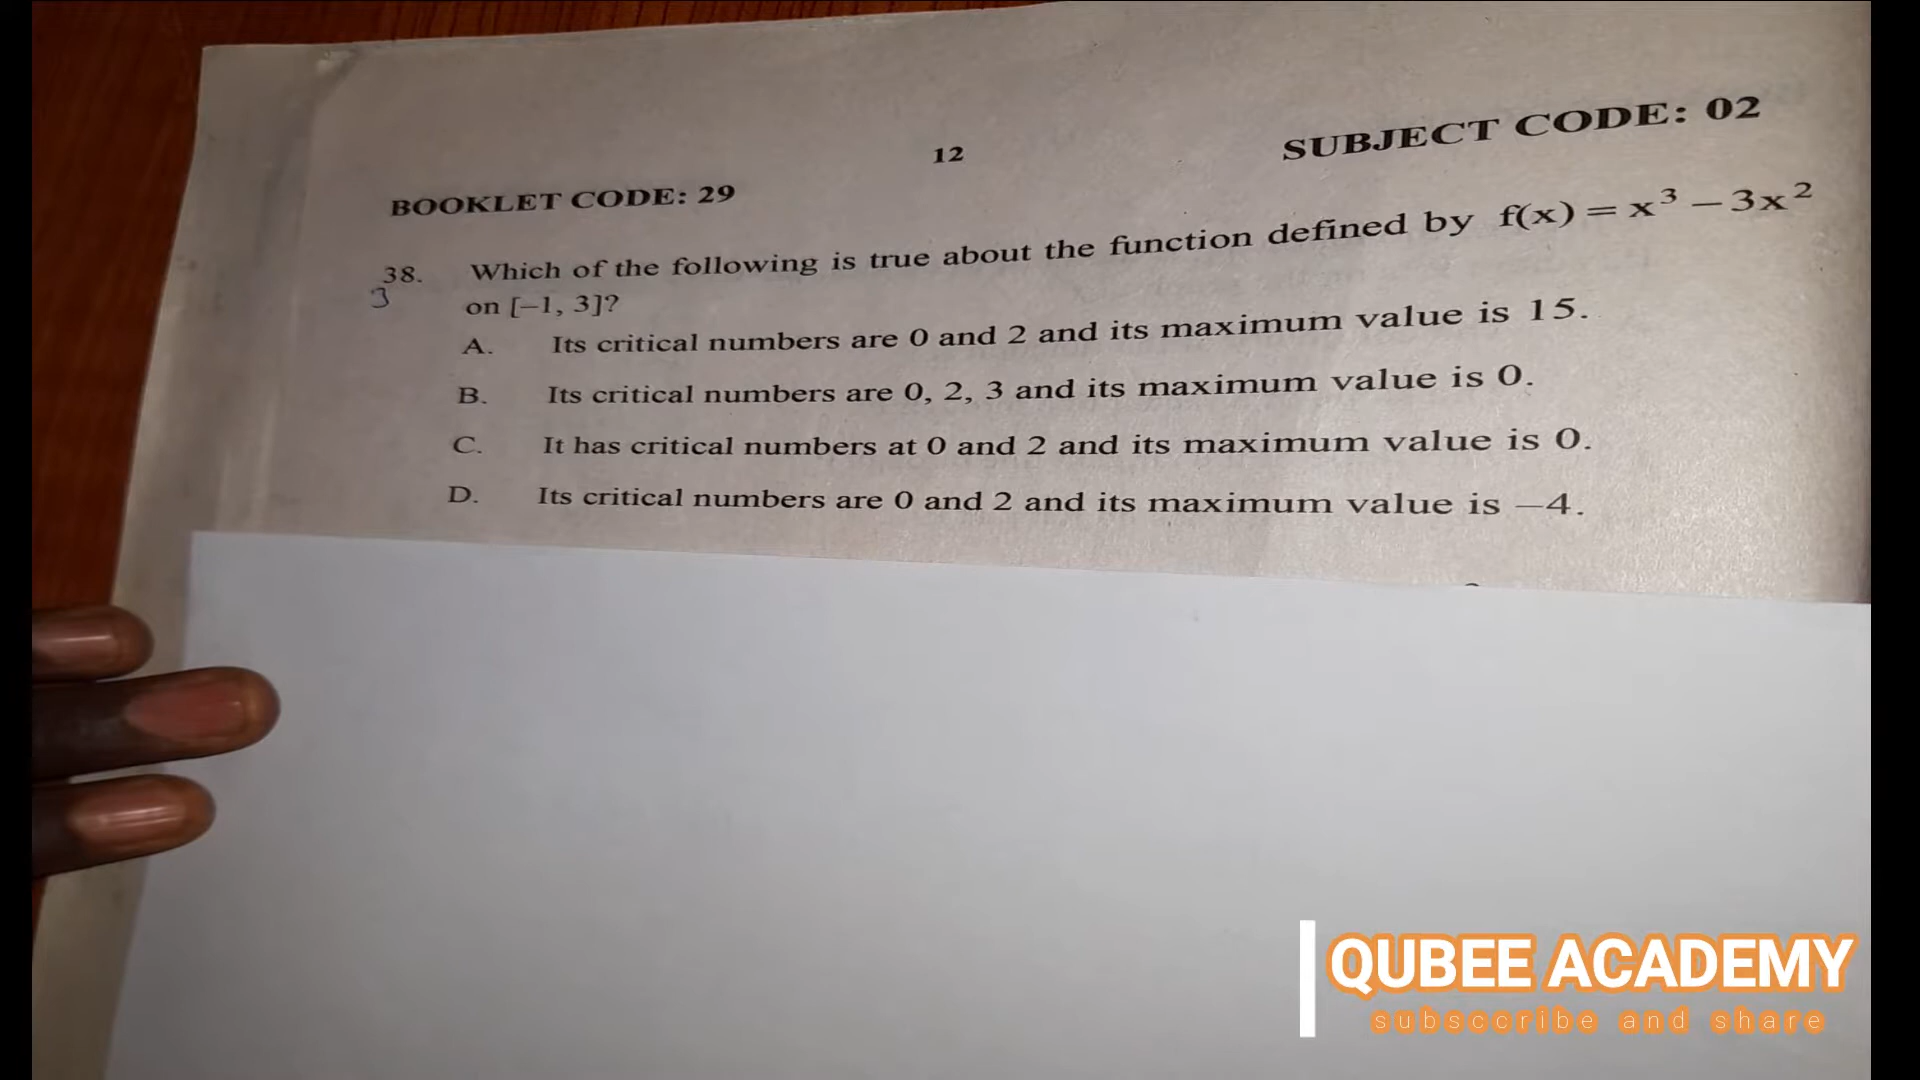 12
SUBJECT CODE: 02
BOOKLET CODE: 29
38. Which of the following is true about the function defined by f(x) = x³ − 3x²
3
on [−1, 3]?
A. Its critical numbers are 0 and 2 and its maximum value is 15.
B. Its critical numbers are 0, 2, 3 and its maximum value is 0.
C. It has critical numbers at 0 and 2 and its maximum value is 0.
D. Its critical numbers are 0 and 2 and its maximum value is −4.
QUBEE ACADEMY
subsccribe and share